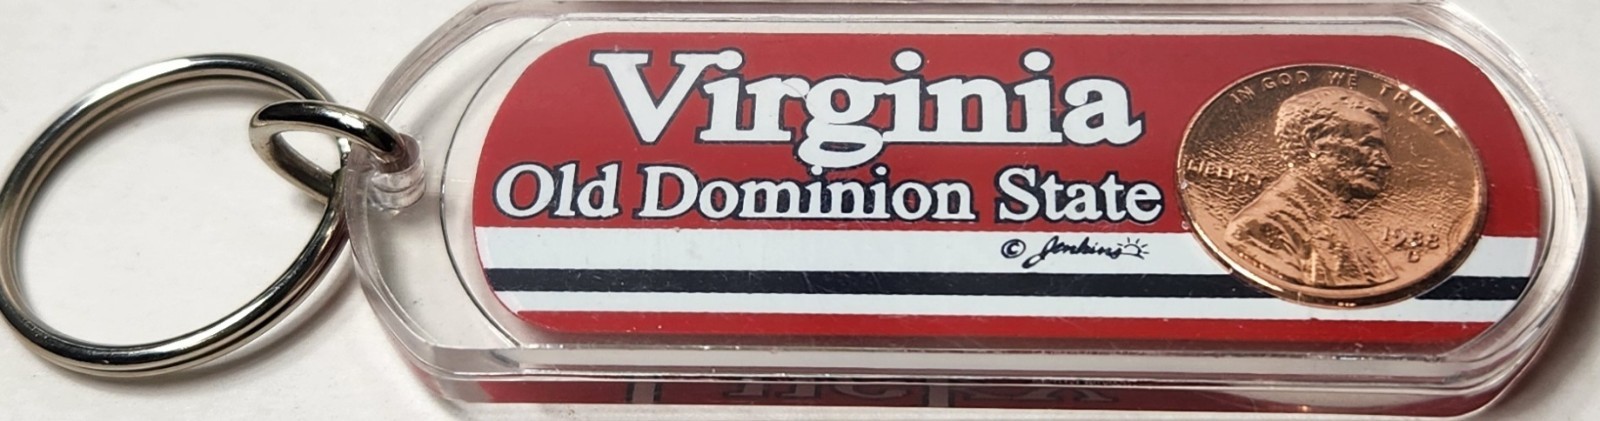 Virginia
Old Dominion State
© Jenkins
IN GOD WE TRUST
LIBERTY
1988
D